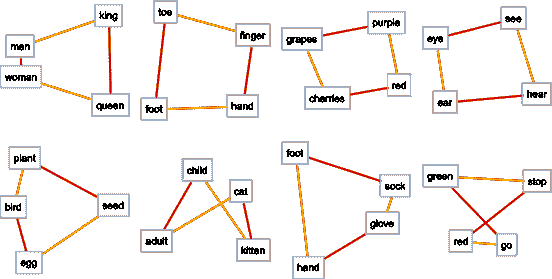 king
man
woman
queen
toe
finger
foot
hand
purple
grapes
cherries
red
see
eye
ear
hear
plant
bird
seed
egg
child
cat
adult
kitten
foot
sock
glove
hand
green
stop
red
go